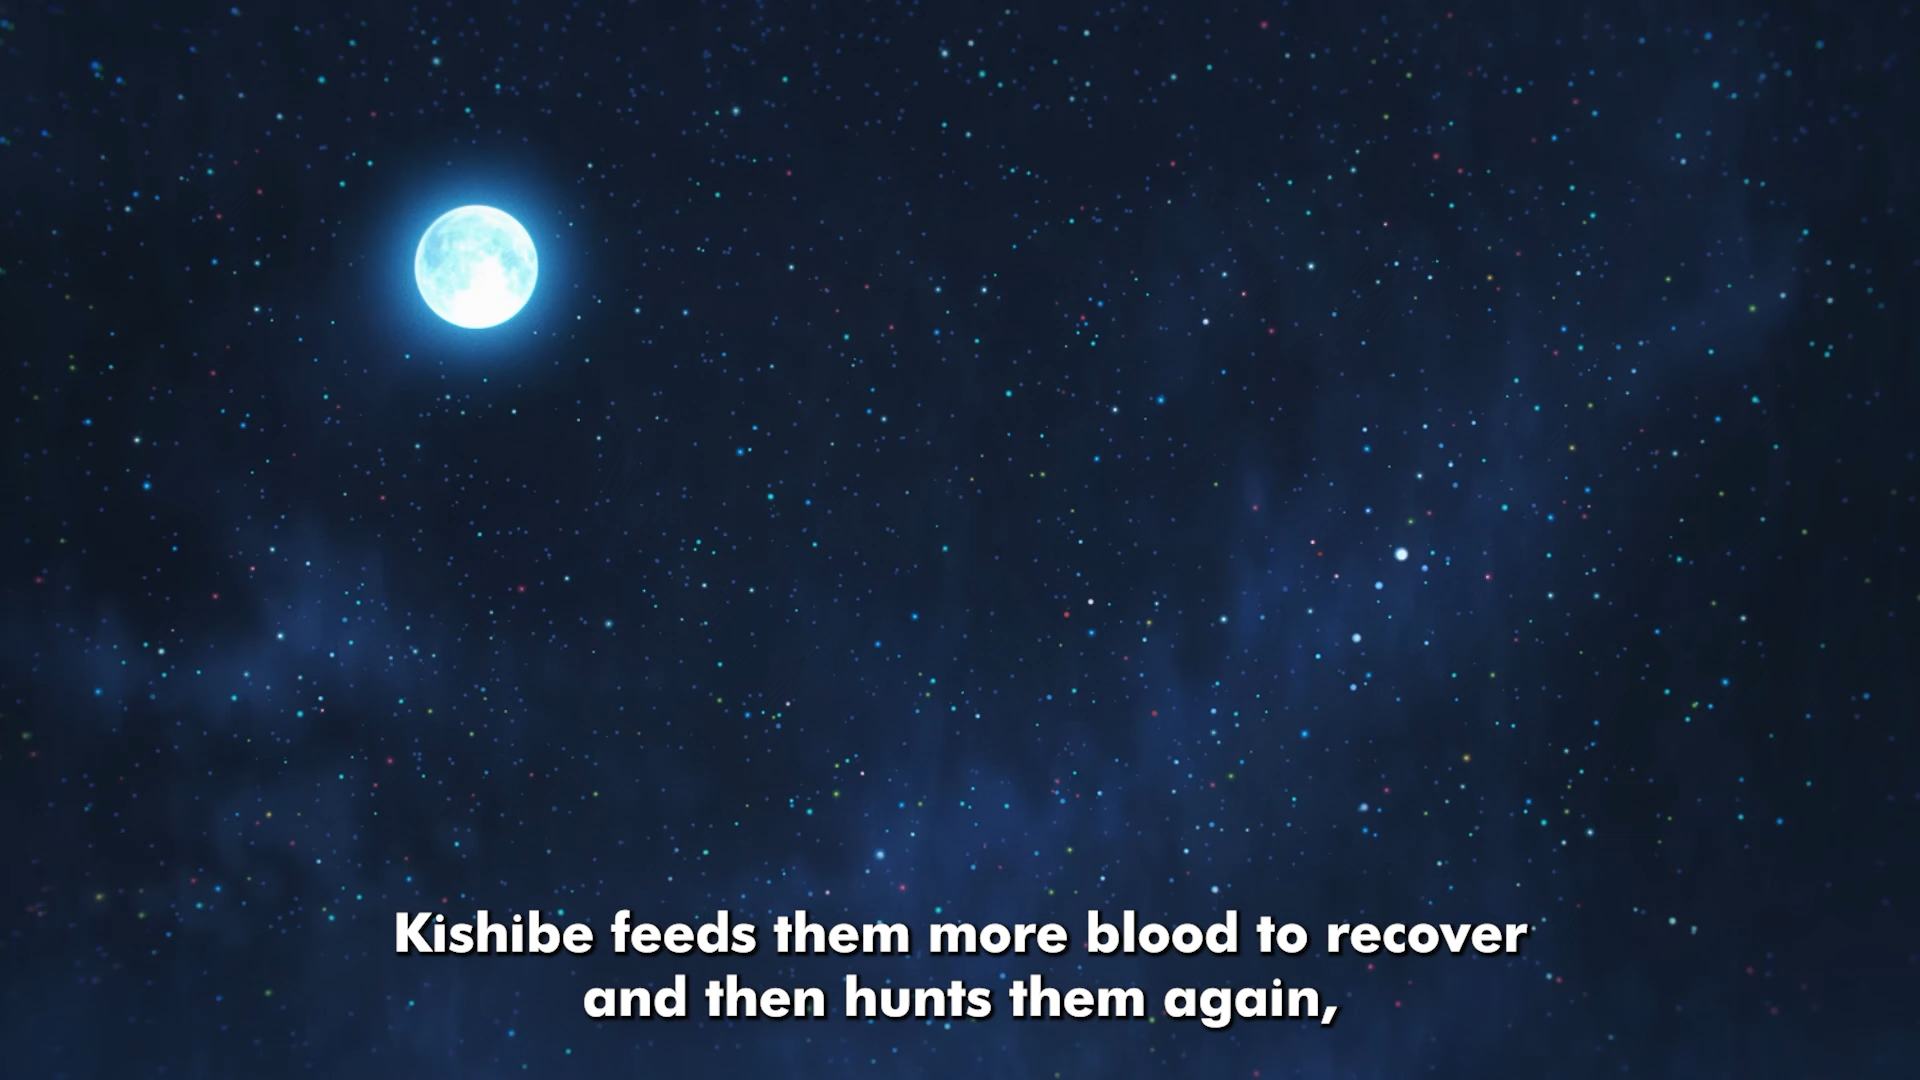 Kishibe feeds them more blood to recover
and then hunts them again,